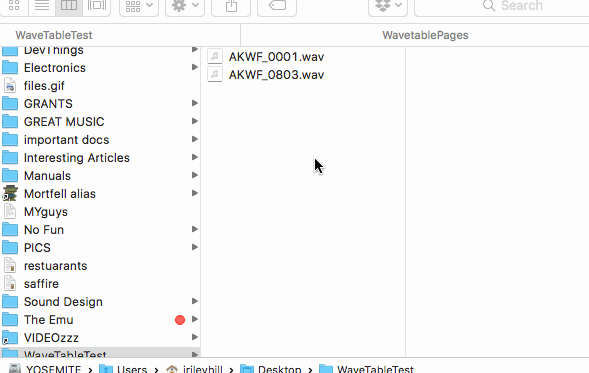 Search
WaveTableTest
WavetablePages
DevThings
Electronics
files.gif
GRANTS
GREAT MUSIC
important docs
Interesting Articles
Manuals
Mortfell alias
MYguys
No Fun
PICS
restuarants
saffire
Sound Design
The Emu
VIDEOzzz
WaveTableTest
AKWF_0001.wav
AKWF_0803.wav
YOSEMITE
Users
jrileyhill
Desktop
WaveTableTest